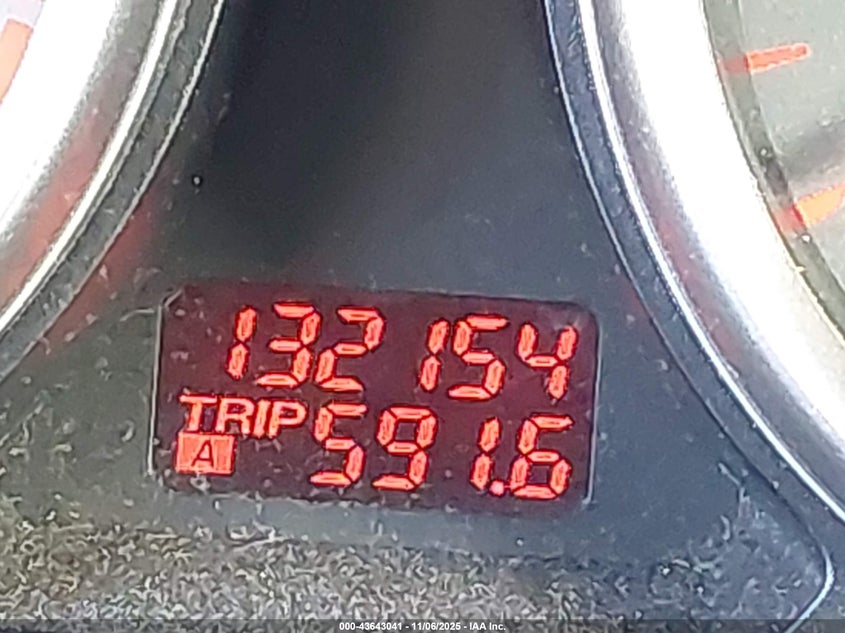 132154
TRIP A 591.6
000-43643041 - 11/06/2025 - IAA Inc.